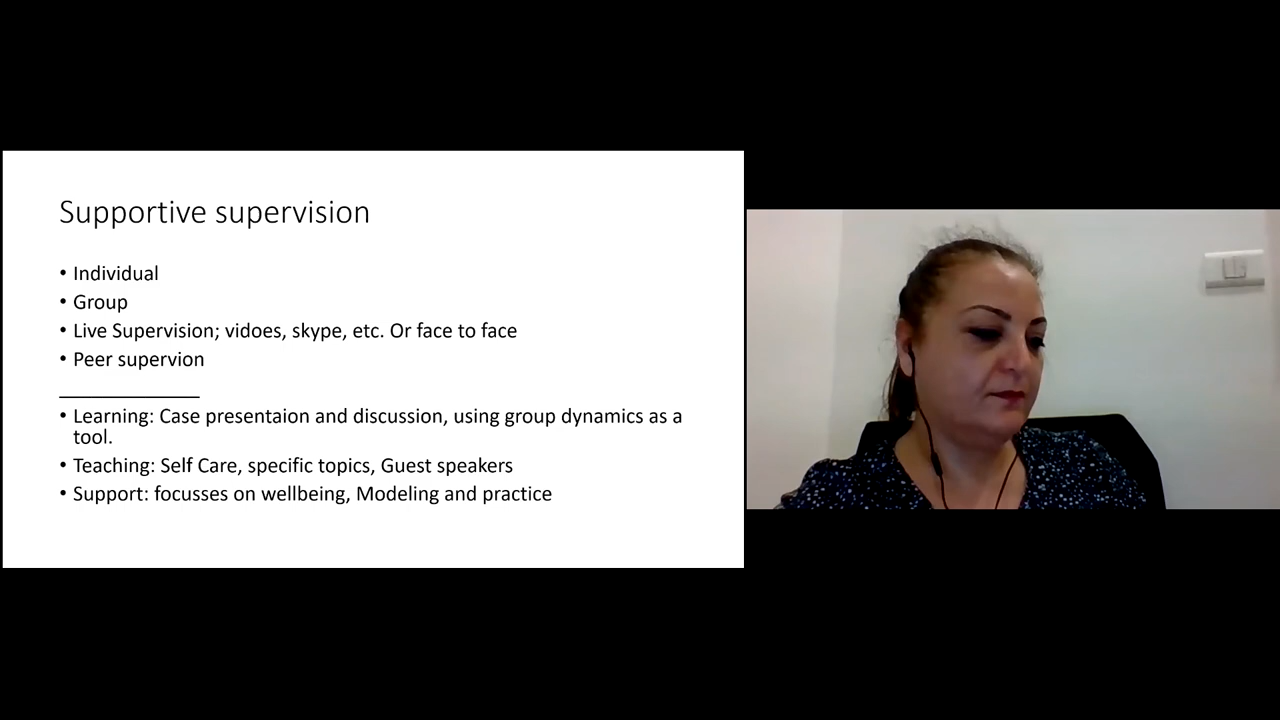 Supportive supervision
• Individual
• Group
• Live Supervision; vidoes, skype, etc. Or face to face
• Peer supervion
_____________
• Learning: Case presentaion and discussion, using group dynamics as a
tool.
• Teaching: Self Care, specific topics, Guest speakers
• Support: focusses on wellbeing, Modeling and practice